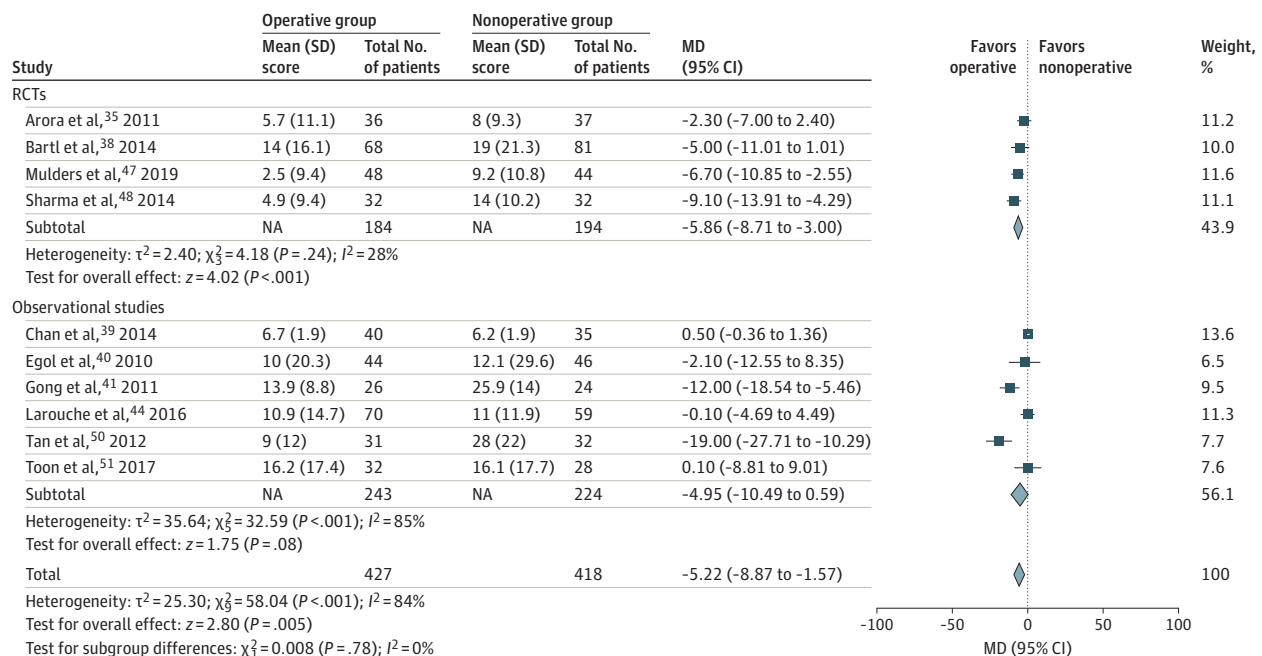 Operative group Nonoperative group
Mean (SD) Total No. Mean (SD) Total No. MD Favors Favors Weight,
Study score of patients score of patients (95% CI) operative nonoperative %
RCTs
Arora et al,35 2011 5.7 (11.1) 36 8 (9.3) 37 -2.30 (-7.00 to 2.40) 11.2
Bartl et al,38 2014 14 (16.1) 68 19 (21.3) 81 -5.00 (-11.01 to 1.01) 10.0
Mulders et al,47 2019 2.5 (9.4) 48 9.2 (10.8) 44 -6.70 (-10.85 to -2.55) 11.6
Sharma et al,48 2014 4.9 (9.4) 32 14 (10.2) 32 -9.10 (-13.91 to -4.29) 11.1
Subtotal NA 184 NA 194 -5.86 (-8.71 to -3.00) 43.9
Heterogeneity: τ2 = 2.40; χ23 = 4.18 (P = .24); I2 = 28%
Test for overall effect: z = 4.02 (P <.001)
Observational studies
Chan et al,39 2014 6.7 (1.9) 40 6.2 (1.9) 35 0.50 (-0.36 to 1.36) 13.6
Egol et al,40 2010 10 (20.3) 44 12.1 (29.6) 46 -2.10 (-12.55 to 8.35) 6.5
Gong et al,41 2011 13.9 (8.8) 26 25.9 (14) 24 -12.00 (-18.54 to -5.46) 9.5
Larouche et al,44 2016 10.9 (14.7) 70 11 (11.9) 59 -0.10 (-4.69 to 4.49) 11.3
Tan et al,50 2012 9 (12) 31 28 (22) 32 -19.00 (-27.71 to -10.29) 7.7
Toon et al,51 2017 16.2 (17.4) 32 16.1 (17.7) 28 0.10 (-8.81 to 9.01) 7.6
Subtotal NA 243 NA 224 -4.95 (-10.49 to 0.59) 56.1
Heterogeneity: τ2 = 35.64; χ25 = 32.59 (P <.001); I2 = 85%
Test for overall effect: z = 1.75 (P = .08)
Total 427 418 -5.22 (-8.87 to -1.57) 100
Heterogeneity: τ2 = 25.30; χ29 = 58.04 (P <.001); I2 = 84%
Test for overall effect: z = 2.80 (P = .005)
Test for subgroup differences: χ21 = 0.008 (P = .78); I2 = 0%
-100 -50 0 50 100
MD (95% CI)